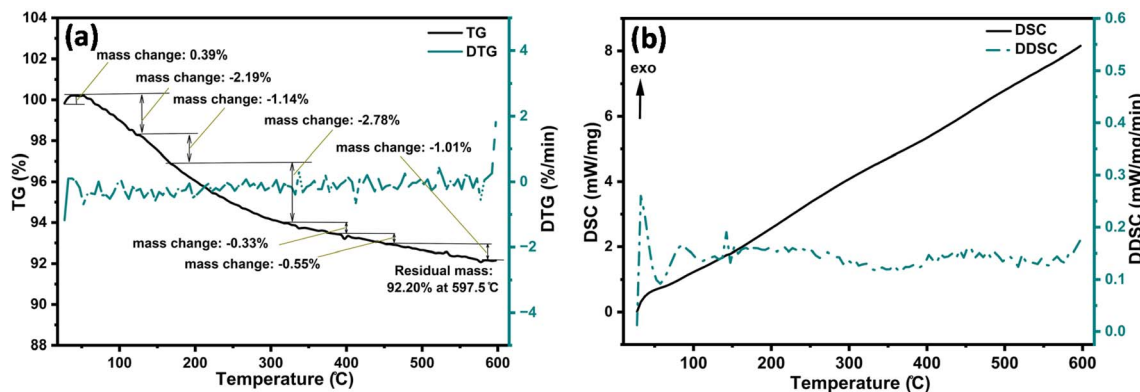 (a)
TG
DTG
mass change: 0.39%
mass change: -2.19%
mass change: -1.14%
mass change: -2.78%
mass change: -1.01%
mass change: -0.33%
mass change: -0.55%
Residual mass:
92.20% at 597.5℃
104
102
100
98
96
94
92
90
88
TG (%)
100
200
300
400
500
600
Temperature (℃)
4
2
0
−2
−4
DTG (%/min)
(b)
DSC
DDSC
exo
8
6
4
2
0
DSC (mW/mg)
100
200
300
400
500
600
Temperature (℃)
0.6
0.5
0.4
0.3
0.2
0.1
0.0
DDSC (mW/mg/min)